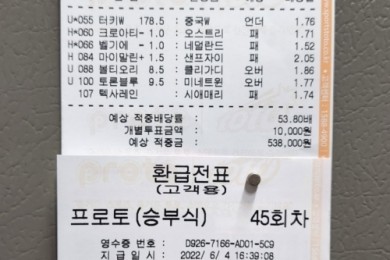 U*055 터키W 178.5 : 중국W 언더 1.76
H*060 크로아티- 1.0 : 오스트리 패 1.71
H*066 벨기에 - 1.0 : 네덜란드 패 1.52
H 084 마이말린+ 1.5 : 샌프자이 패 2.05
U 088 볼티오리 8.5 : 클리가디 오버 1.86
U 100 토론블루 9.5 : 미네트윈 오버 1.77
107 텍사레인 : 시애매리 패 1.74
예상 적중배당률 : 53.80배
개별투표금액 : 10,000원
예상 적중금 : 538,000원
환급전표
(고객용)
프로토(승부식) 45회차
영수증 번호 : D926-7166-AD01-5C9
지 급 일 시 : 2022/ 6/ 4 16:39:08